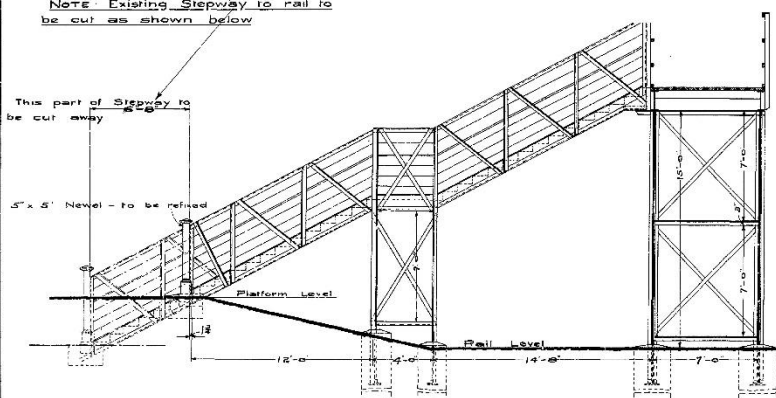 NOTE: Existing Stepway to rail to
be cut as shown below
This part of Stepway to
be cut away
6'-8"
5" x 5" Newel - to be refixed
Platform Level
Rail Level
12'-0"
4'-0"
14'-8"
7'-0"
15'-0"
7'-0"
7'-0"